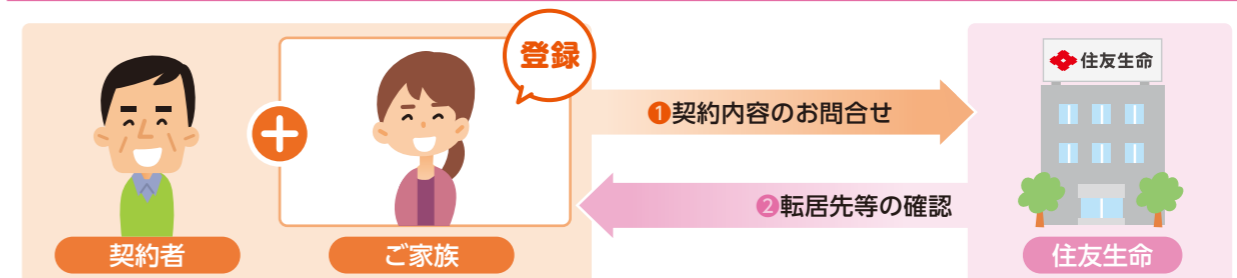 登録
住友生命
❶契約内容のお問合せ
❷転居先等の確認
契約者
ご家族
住友生命